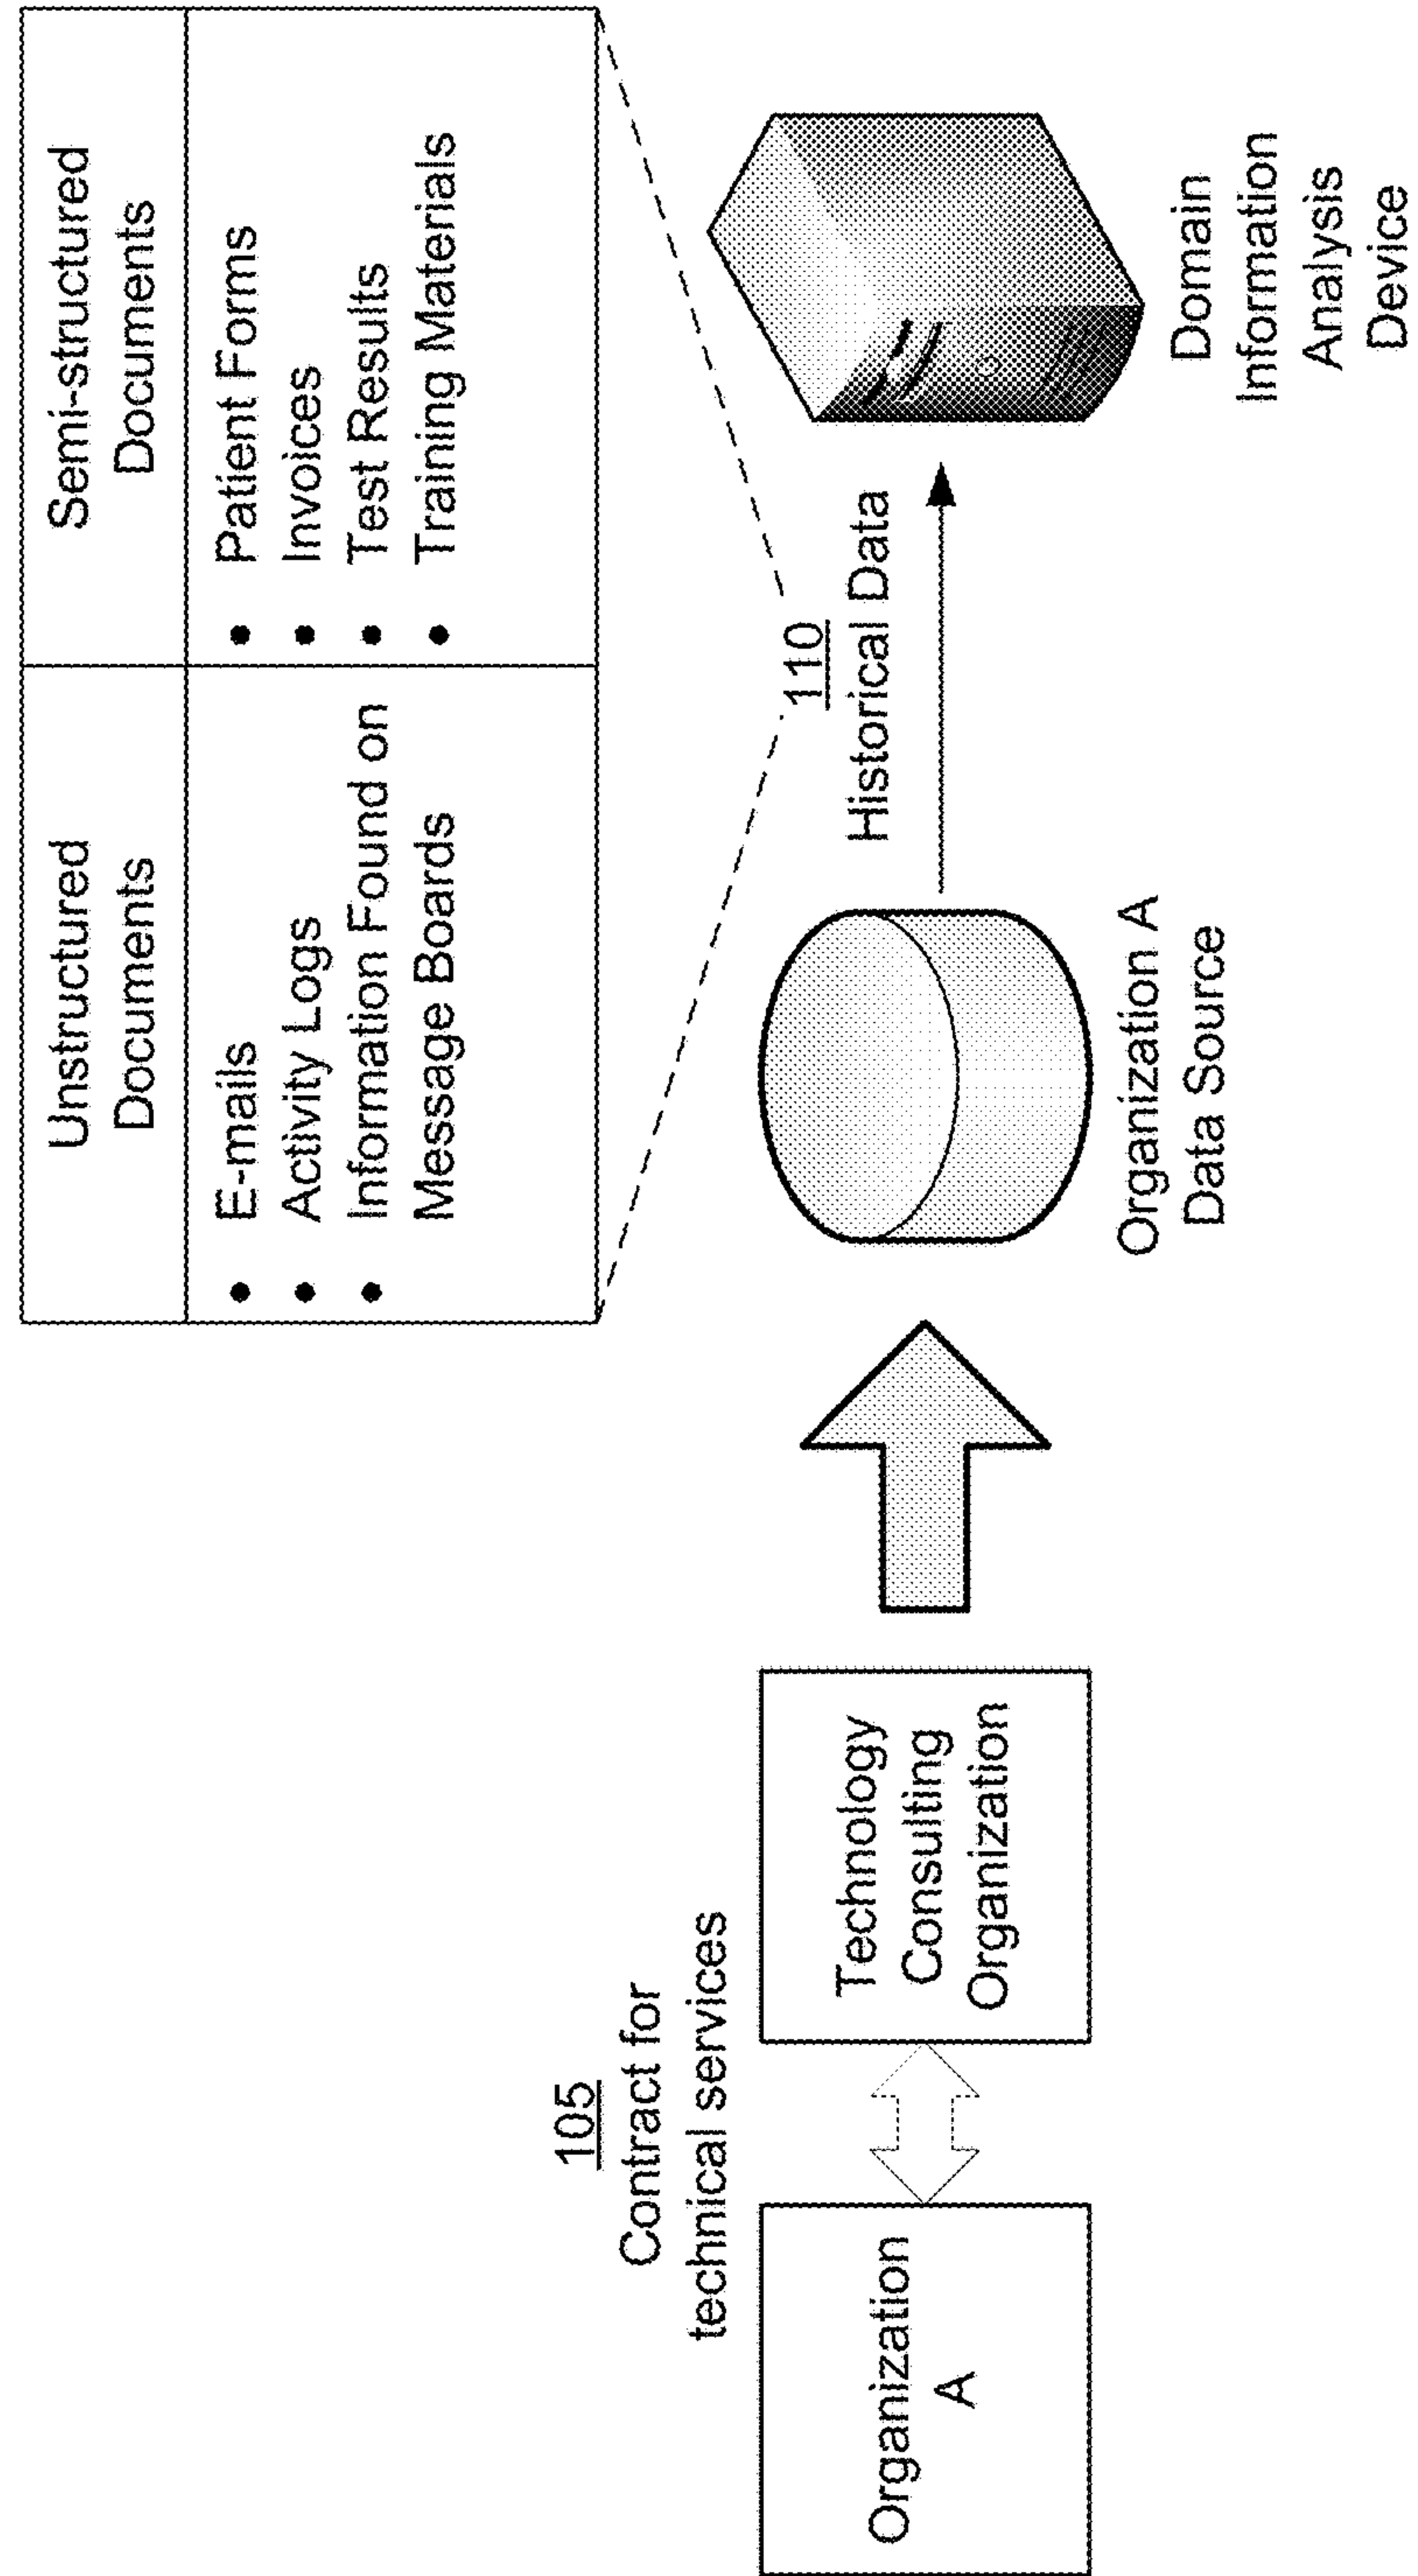 Unstructured
Documents
Semi-structured
Documents
• E-mails
• Activity Logs
• Information Found on
Message Boards
• Patient Forms
• Invoices
• Test Results
• Training Materials
105
Contract for
technical services
110
Historical Data
Organization
A
Technology
Consulting
Organization
Organization A
Data Source
Domain
Information
Analysis
Device